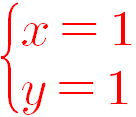 x = 1
y = 1